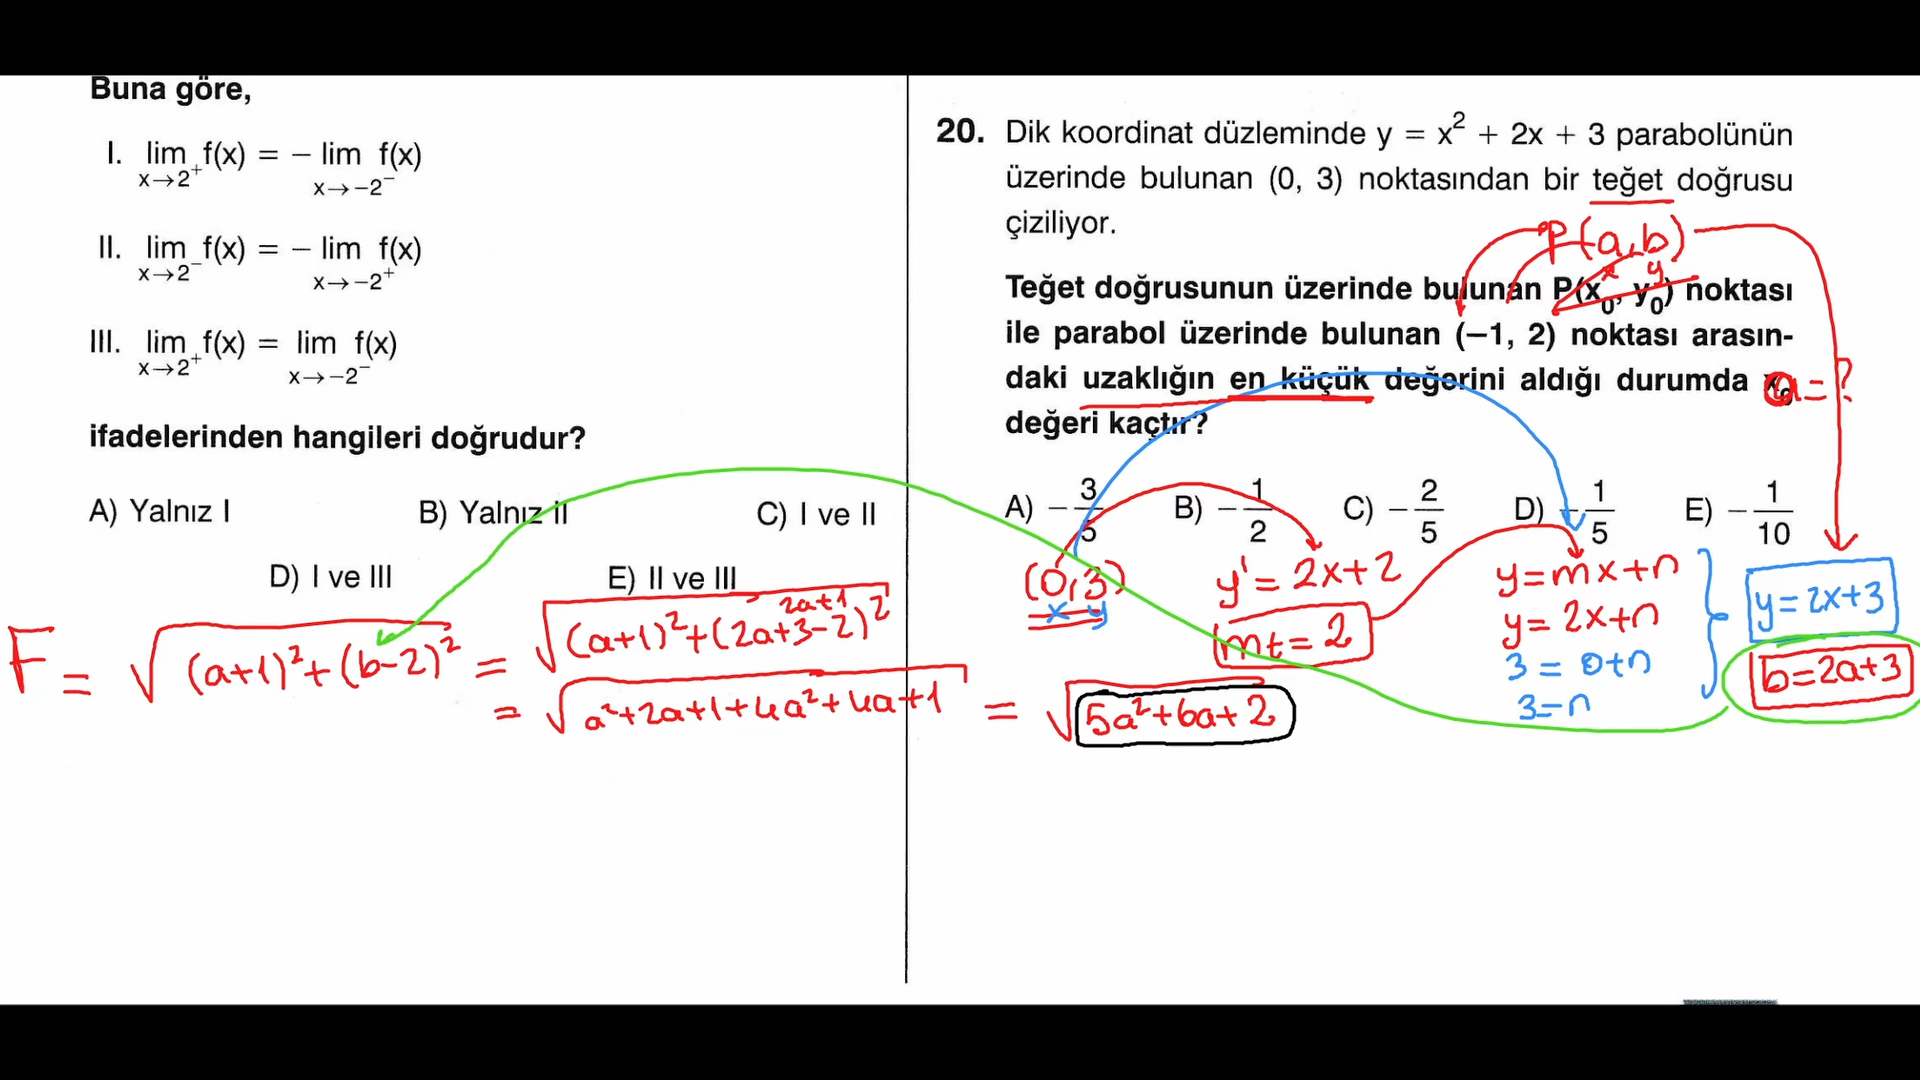 Buna göre,
I. lim x→2⁺ f(x) = − lim x→−2⁻ f(x)
II. lim x→2⁻ f(x) = − lim x→−2⁺ f(x)
III. lim x→2⁺ f(x) = lim x→−2⁻ f(x)
ifadelerinden hangileri doğrudur?
A) Yalnız I B) Yalnız II C) I ve II
D) I ve III E) II ve III
F = √((a+1)²+(b-2)²) = √((a+1)²+(2a+3-2)²)
2a+1
= √(a²+2a+1+4a²+4a+1) = √(5a²+6a+2)
20. Dik koordinat düzleminde y = x² + 2x + 3 parabolünün
üzerinde bulunan (0, 3) noktasından bir teğet doğrusu
çiziliyor.
P(a,b)
x y
Teğet doğrusunun üzerinde bulunan P(x₀, y₀) noktası
ile parabol üzerinde bulunan (−1, 2) noktası arasın-
daki uzaklığın en küçük değerini aldığı durumda
a=?
değeri kaçtır?
A) −3/5 B) −1/2 C) −2/5 D) −1/5 E) −1/10
(0,3)
x y
y' = 2x+2
mt = 2
y=mx+n
y= 2x+n
3 = 0+n
3=n
y=2x+3
b=2a+3